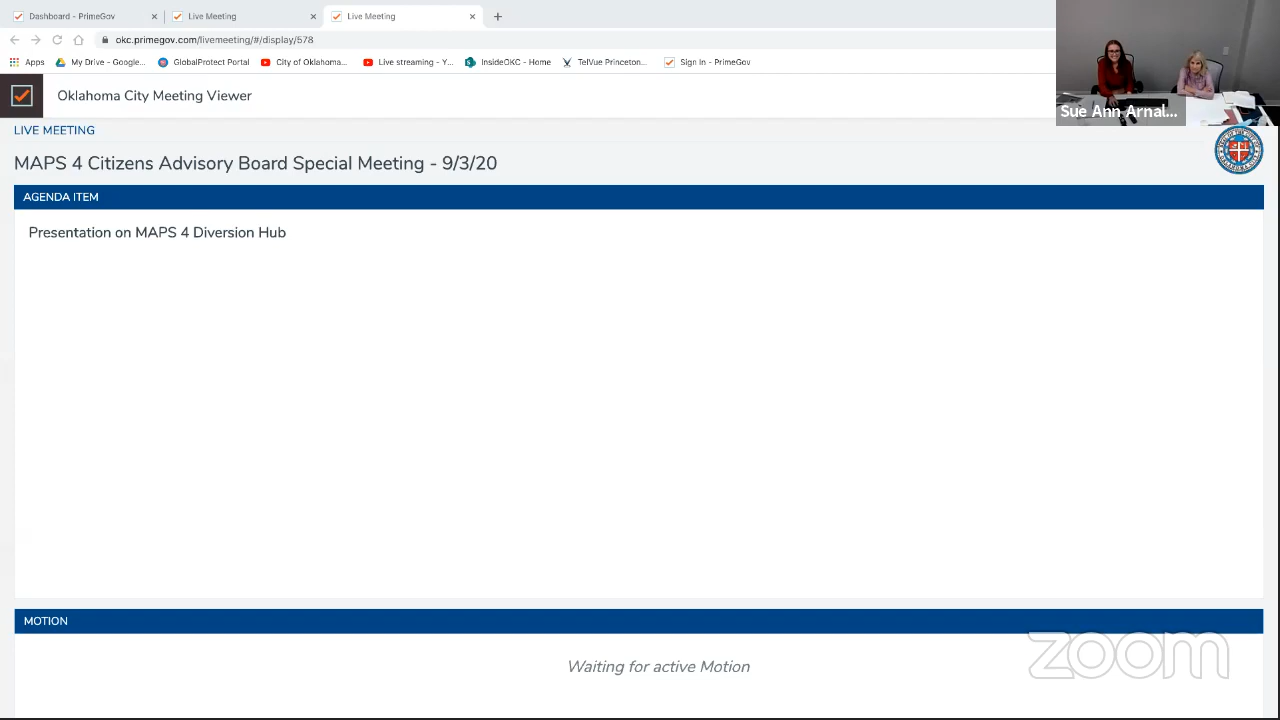 Dashboard - PrimeGov
Live Meeting
Live Meeting
okc.primegov.com/livemeeting/#/display/578
Apps
My Drive - Google...
GlobalProtect Portal
City of Oklahoma...
Live streaming - Y...
InsideOKC - Home
TelVue Princeton...
Sign In - PrimeGov
Oklahoma City Meeting Viewer
Sue Ann Arnal...
LIVE MEETING
MAPS 4 Citizens Advisory Board Special Meeting - 9/3/20
AGENDA ITEM
Presentation on MAPS 4 Diversion Hub
MOTION
Waiting for active Motion
zoom